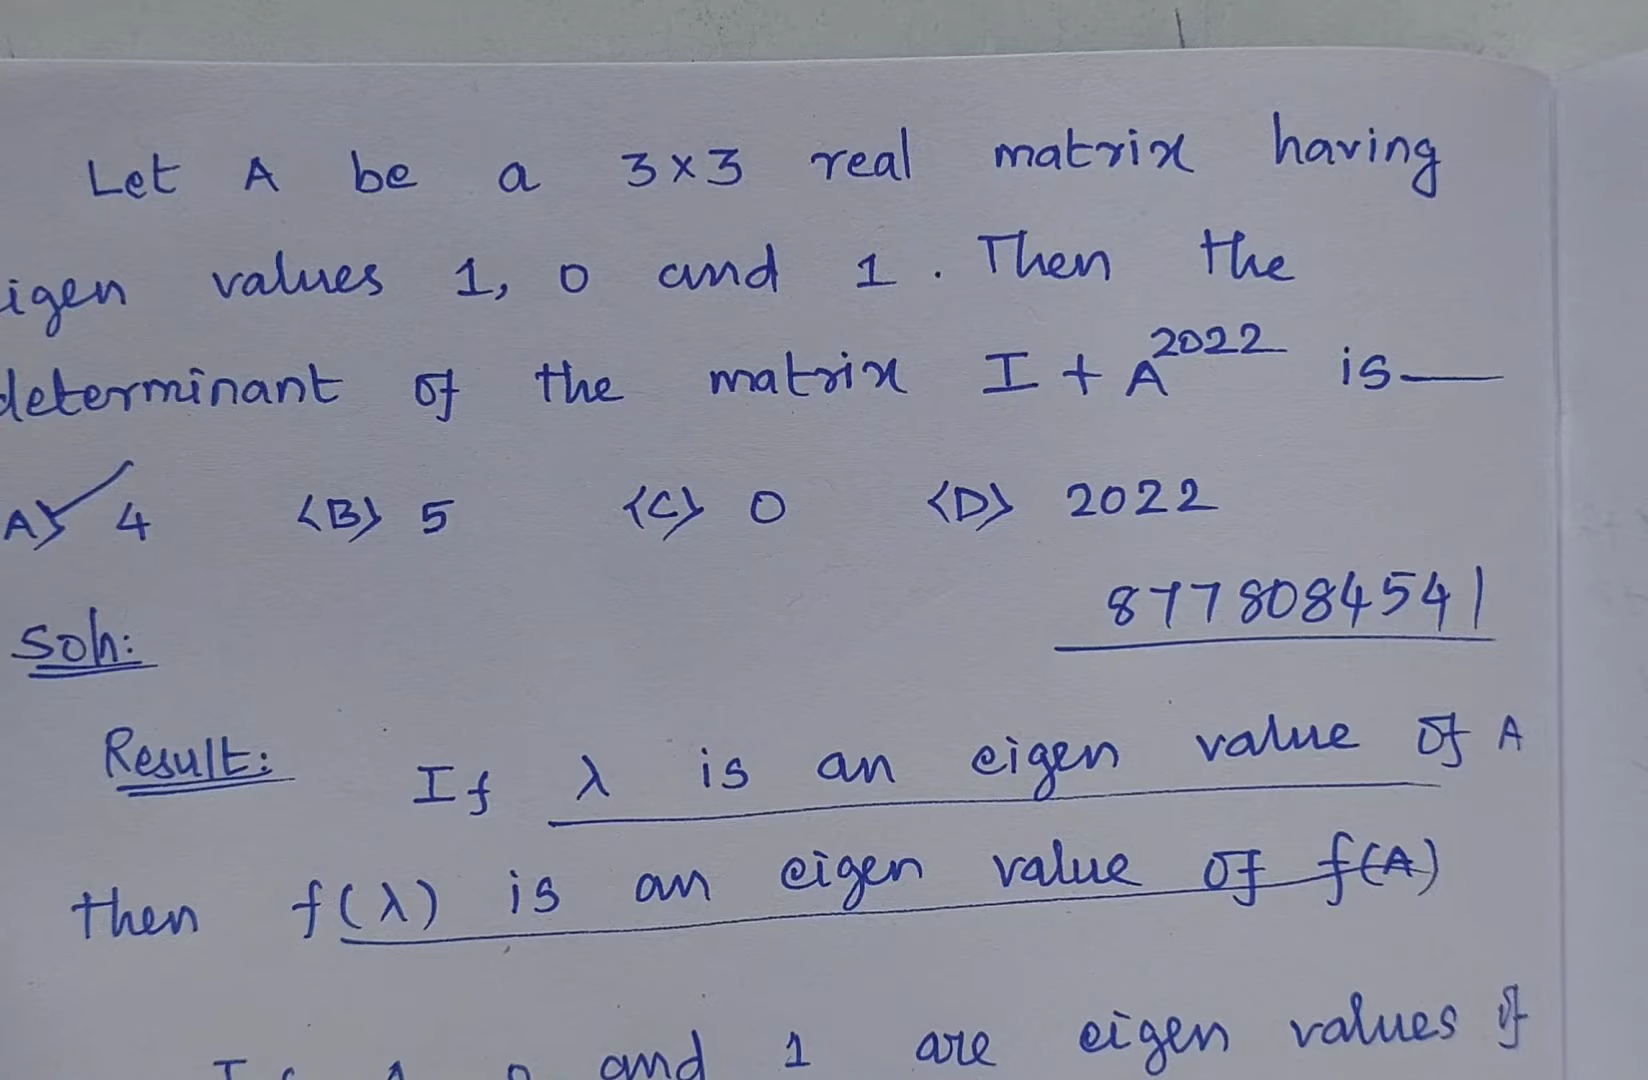 Let A be a 3×3 real matrix having
igen values 1, 0 and 1. Then the
determinant of the matrix I + A^2022 is —
A) 4 (B) 5 (C) 0 (D) 2022
8778084541
Soln:
Result: If λ is an eigen value of A
then f(λ) is an eigen value of f(A)
and 1 are eigen values of